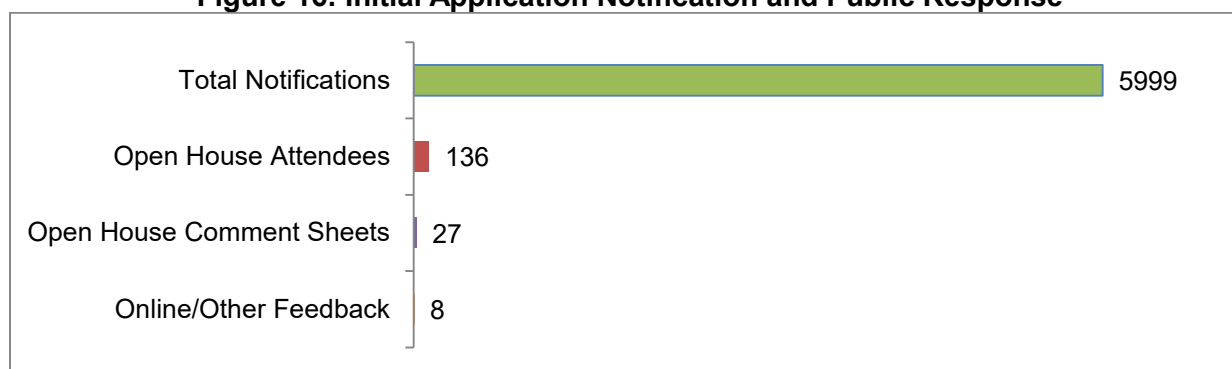 Figure 16: Initial Application Notification and Public Response
Total Notifications 5999
Open House Attendees 136
Open House Comment Sheets 27
Online/Other Feedback 8